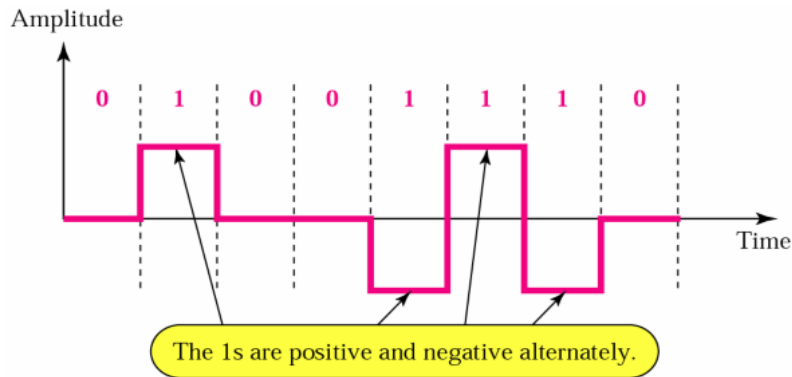 Amplitude
0 1 0 0 1 1 1 0
Time
The 1s are positive and negative alternately.